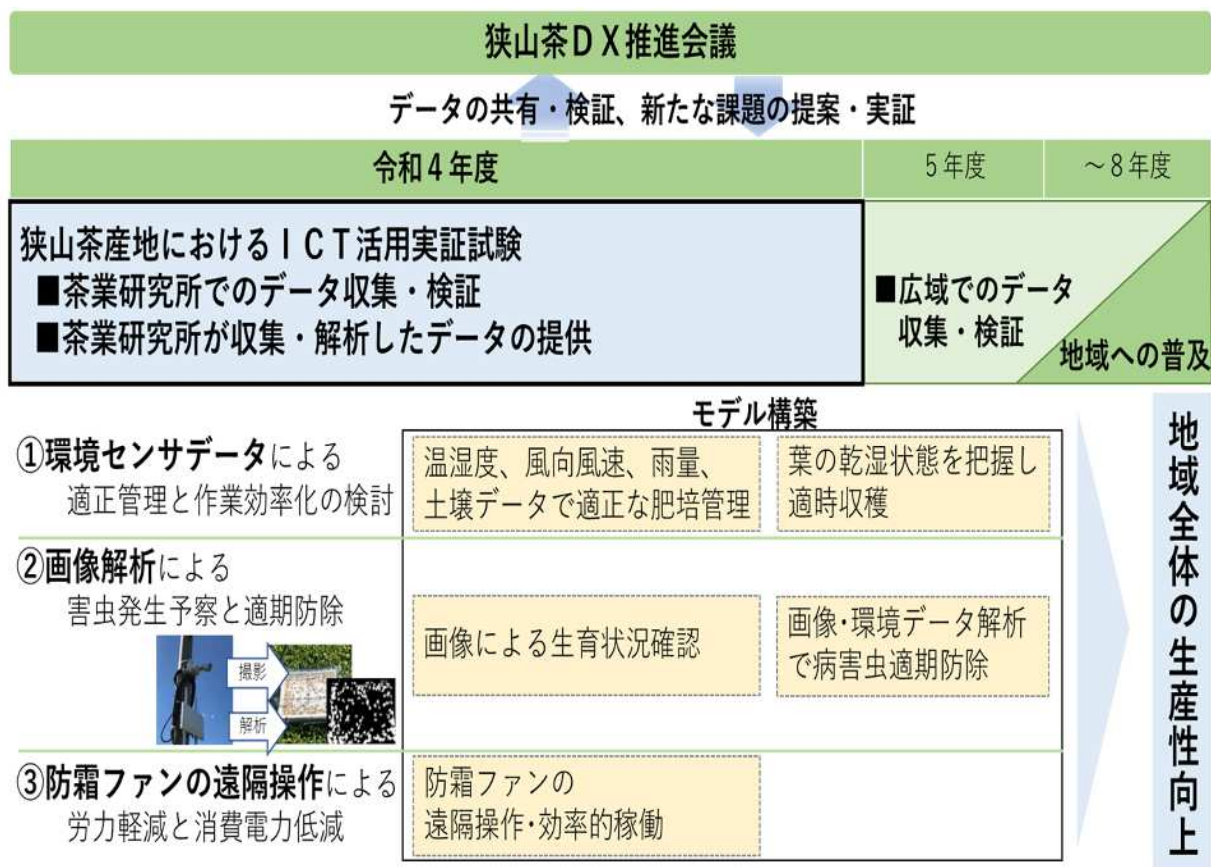 狭山茶DX推進会議
データの共有・検証、新たな課題の提案・実証
令和4年度
5年度
～8年度
狭山茶産地におけるICT活用実証試験
■茶業研究所でのデータ収集・検証
■茶業研究所が収集・解析したデータの提供
■広域でのデータ
収集・検証
地域への普及
モデル構築
①環境センサデータによる
適正管理と作業効率化の検討
温湿度、風向風速、雨量、
土壌データで適正な肥培管理
葉の乾湿状態を把握し
適時収穫
②画像解析による
害虫発生予察と適期防除
撮影
解析
画像による生育状況確認
画像・環境データ解析
で病害虫適期防除
③防霜ファンの遠隔操作による
労力軽減と消費電力低減
防霜ファンの
遠隔操作・効率的稼働
地域全体の生産性向上